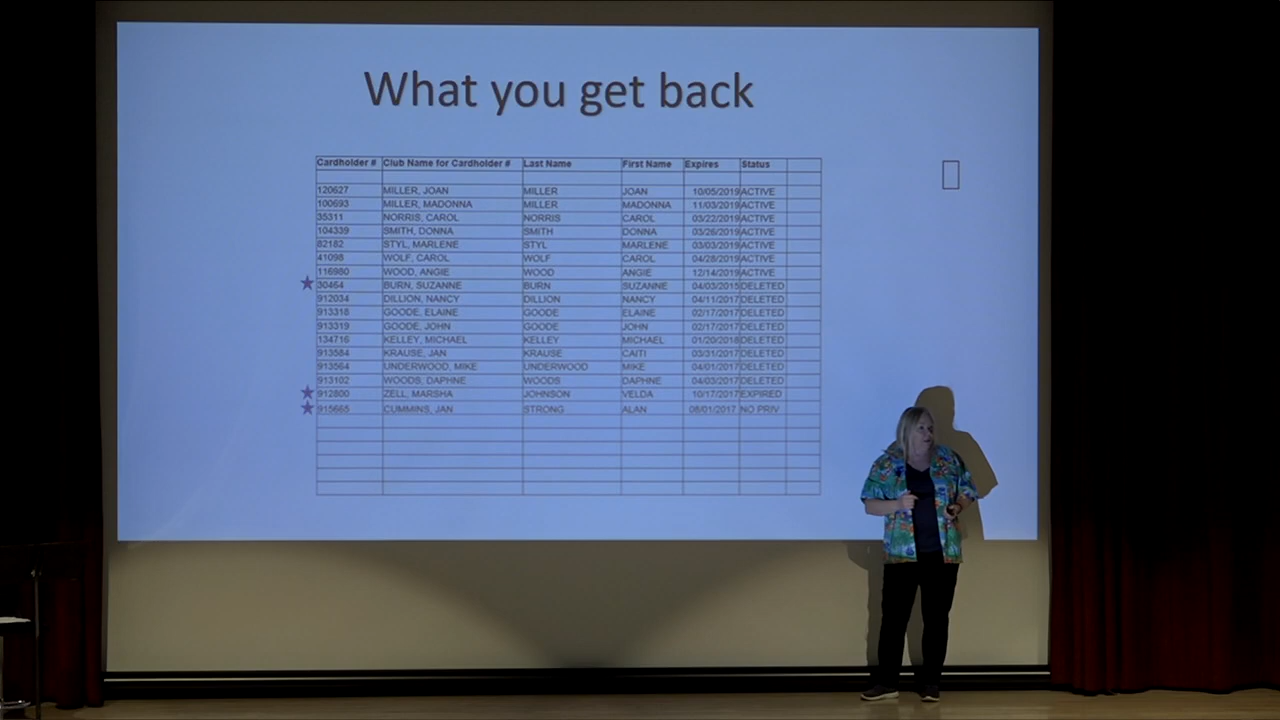 What you get back
Cardholder # Club Name for Cardholder # Last Name First Name Expires Status
120627 MILLER, JOAN MILLER JOAN 10/05/2019 ACTIVE
100693 MILLER, MADONNA MILLER MADONNA 11/03/2019 ACTIVE
35311 NORRIS, CAROL NORRIS CAROL 03/22/2019 ACTIVE
104339 SMITH, DONNA SMITH DONNA 03/26/2019 ACTIVE
82182 STYL, MARLENE STYL MARLENE 03/03/2019 ACTIVE
41098 WOLF, CAROL WOLF CAROL 04/28/2019 ACTIVE
116980 WOOD, ANGIE WOOD ANGIE 12/14/2019 ACTIVE
30464 BURN, SUZANNE BURN SUZANNE 04/03/2015 DELETED
912034 DILLION, NANCY DILLION NANCY 04/11/2017 DELETED
913318 GOODE, ELAINE GOODE ELAINE 02/17/2017 DELETED
913319 GOODE, JOHN GOODE JOHN 02/17/2017 DELETED
134716 KELLEY, MICHAEL KELLEY MICHAEL 01/20/2018 DELETED
913584 KRAUSE, JAN KRAUSE CAITI 03/31/2017 DELETED
913564 UNDERWOOD, MIKE UNDERWOOD MIKE 04/01/2017 DELETED
913102 WOODS, DAPHNE WOODS DAPHNE 04/03/2017 DELETED
912800 ZELL, MARSHA JOHNSON VELDA 10/17/2017 EXPIRED
915665 CUMMINS, JAN STRONG ALAN 08/01/2017 NO PRIV